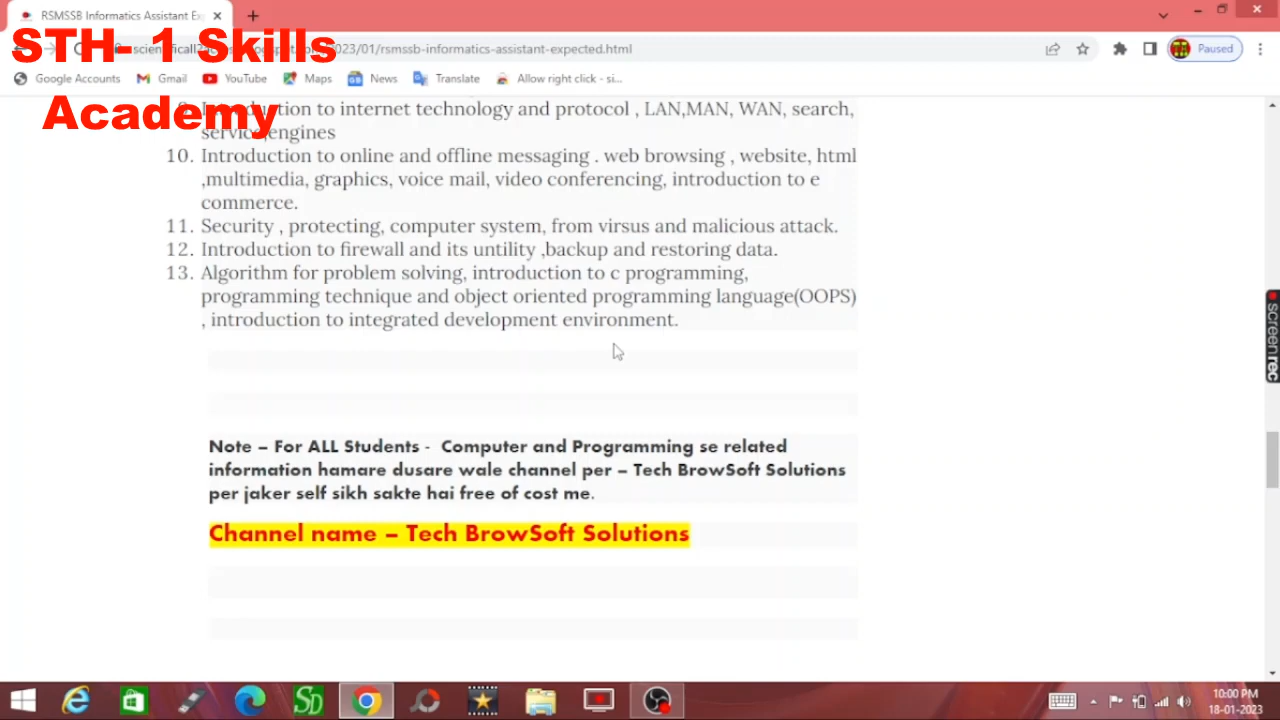 RSMSSB Informatics Assistant Ex
STH- 1 Skills
Academy
2023/01/rsmssb-informatics-assistant-expected.html
Paused
Google Accounts
Gmail
YouTube
Maps
News
Translate
Allow right click - si...
9. Introduction to internet technology and protocol , LAN,MAN, WAN, search,
service,engines
10. Introduction to online and offline messaging . web browsing , website, html
,multimedia, graphics, voice mail, video conferencing, introduction to e
commerce.
11. Security , protecting, computer system, from virsus and malicious attack.
12. Introduction to firewall and its untility ,backup and restoring data.
13. Algorithm for problem solving, introduction to c programming,
programming technique and object oriented programming language(OOPS)
, introduction to integrated development environment.
screenrec
Note – For ALL Students - Computer and Programming se related
information hamare dusare wale channel per – Tech BrowSoft Solutions
per jaker self sikh sakte hai free of cost me.
Channel name – Tech BrowSoft Solutions
SD
10:00 PM
18-01-2023